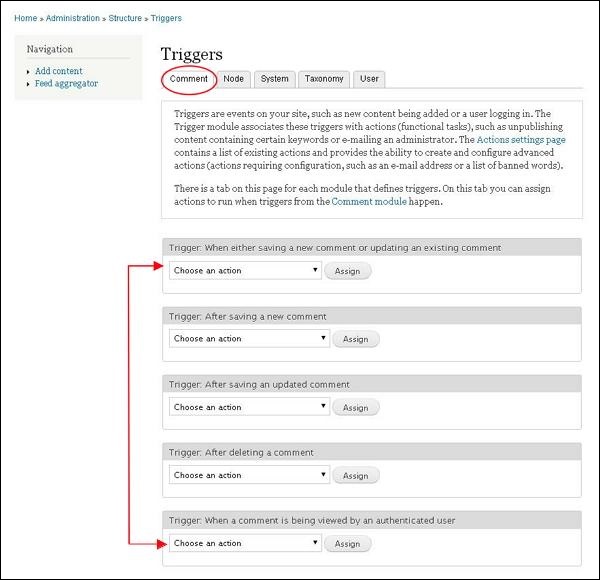 Home » Administration » Structure » Triggers
Navigation
Add content
Feed aggregator
Triggers
Comment Node System Taxonomy User
Triggers are events on your site, such as new content being added or a user logging in. The
Trigger module associates these triggers with actions (functional tasks), such as unpublishing
content containing certain keywords or e-mailing an administrator. The Actions settings page
contains a list of existing actions and provides the ability to create and configure advanced
actions (actions requiring configuration, such as an e-mail address or a list of banned words).
There is a tab on this page for each module that defines triggers. On this tab you can assign
actions to run when triggers from the Comment module happen.
Trigger: When either saving a new comment or updating an existing comment
Choose an action Assign
Trigger: After saving a new comment
Choose an action Assign
Trigger: After saving an updated comment
Choose an action Assign
Trigger: After deleting a comment
Choose an action Assign
Trigger: When a comment is being viewed by an authenticated user
Choose an action Assign